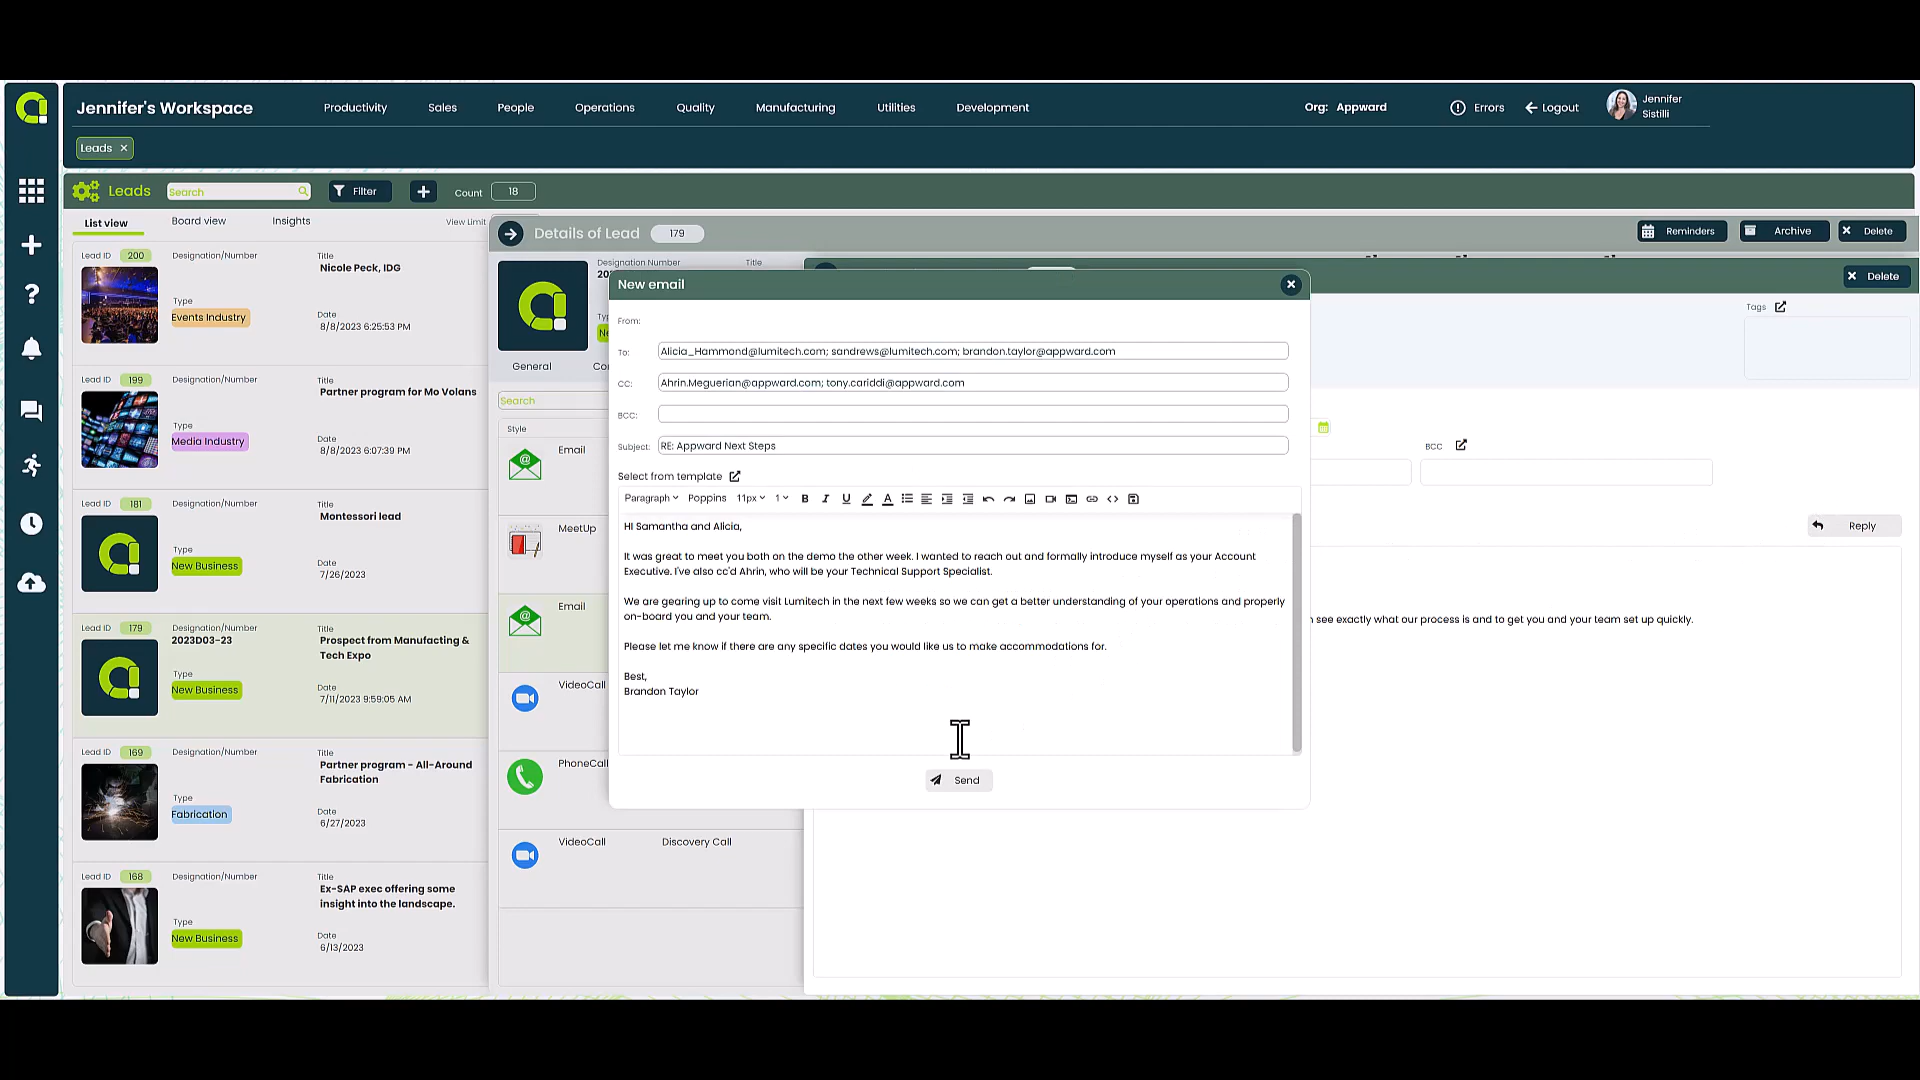 Jennifer's Workspace
Productivity
Sales
People
Operations
Quality
Manufacturing
Utilities
Development
Org: Appward
Errors
Logout
Jennifer
Sistilli
Leads
Leads
Search
Filter
Count
18
List view
Board view
Insights
View Limit
Lead ID 200
Designation/Number
Title
Nicole Peck, IDG
Type
Events Industry
Date
8/8/2023 6:25:53 PM
Lead ID 199
Designation/Number
Title
Partner program for Mo Volans
Type
Media Industry
Date
8/8/2023 6:07:39 PM
Lead ID 181
Designation/Number
Title
Montessori lead
Type
New Business
Date
7/26/2023
Lead ID 179
Designation/Number
2023D03-23
Title
Prospect from Manufacting &
Tech Expo
Type
New Business
Date
7/11/2023 9:59:05 AM
Lead ID 169
Designation/Number
Title
Partner program - All-Around
Fabrication
Type
Fabrication
Date
6/27/2023
Lead ID 168
Designation/Number
Title
Ex-SAP exec offering some
insight into the landscape.
Type
New Business
Date
6/13/2023
Details of Lead 179
Reminders
Archive
Delete
Designation Number
Title
General
Search
Style
Email
MeetUp
Email
VideoCall
PhoneCall
VideoCall
Discovery Call
Delete
Tags
BCC
Reply
see exactly what our process is and to get you and your team set up quickly.
New email
From:
To: Alicia_Hammond@lumitech.com; sandrews@lumitech.com; brandon.taylor@appward.com
CC: Ahrin.Meguerian@appward.com; tony.cariddi@appward.com
BCC:
Subject: RE: Appward Next Steps
Select from template
Paragraph Poppins 11px 1 B I U A
HI Samantha and Alicia,
It was great to meet you both on the demo the other week. I wanted to reach out and formally introduce myself as your Account
Executive. I've also cc'd Ahrin, who will be your Technical Support Specialist.
We are gearing up to come visit Lumitech in the next few weeks so we can get a better understanding of your operations and properly
on-board you and your team.
Please let me know if there are any specific dates you would like us to make accommodations for.
Best,
Brandon Taylor
Send